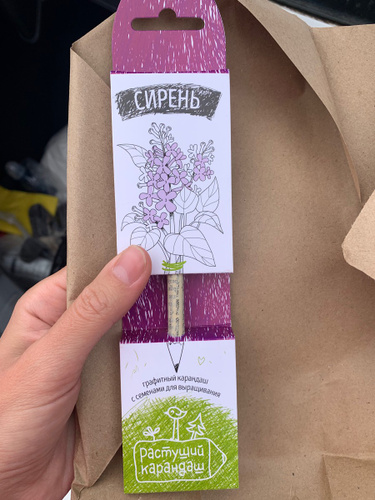 СИРЕНЬ
графитный карандаш
с семенами для выращивания
растущий
карандаш